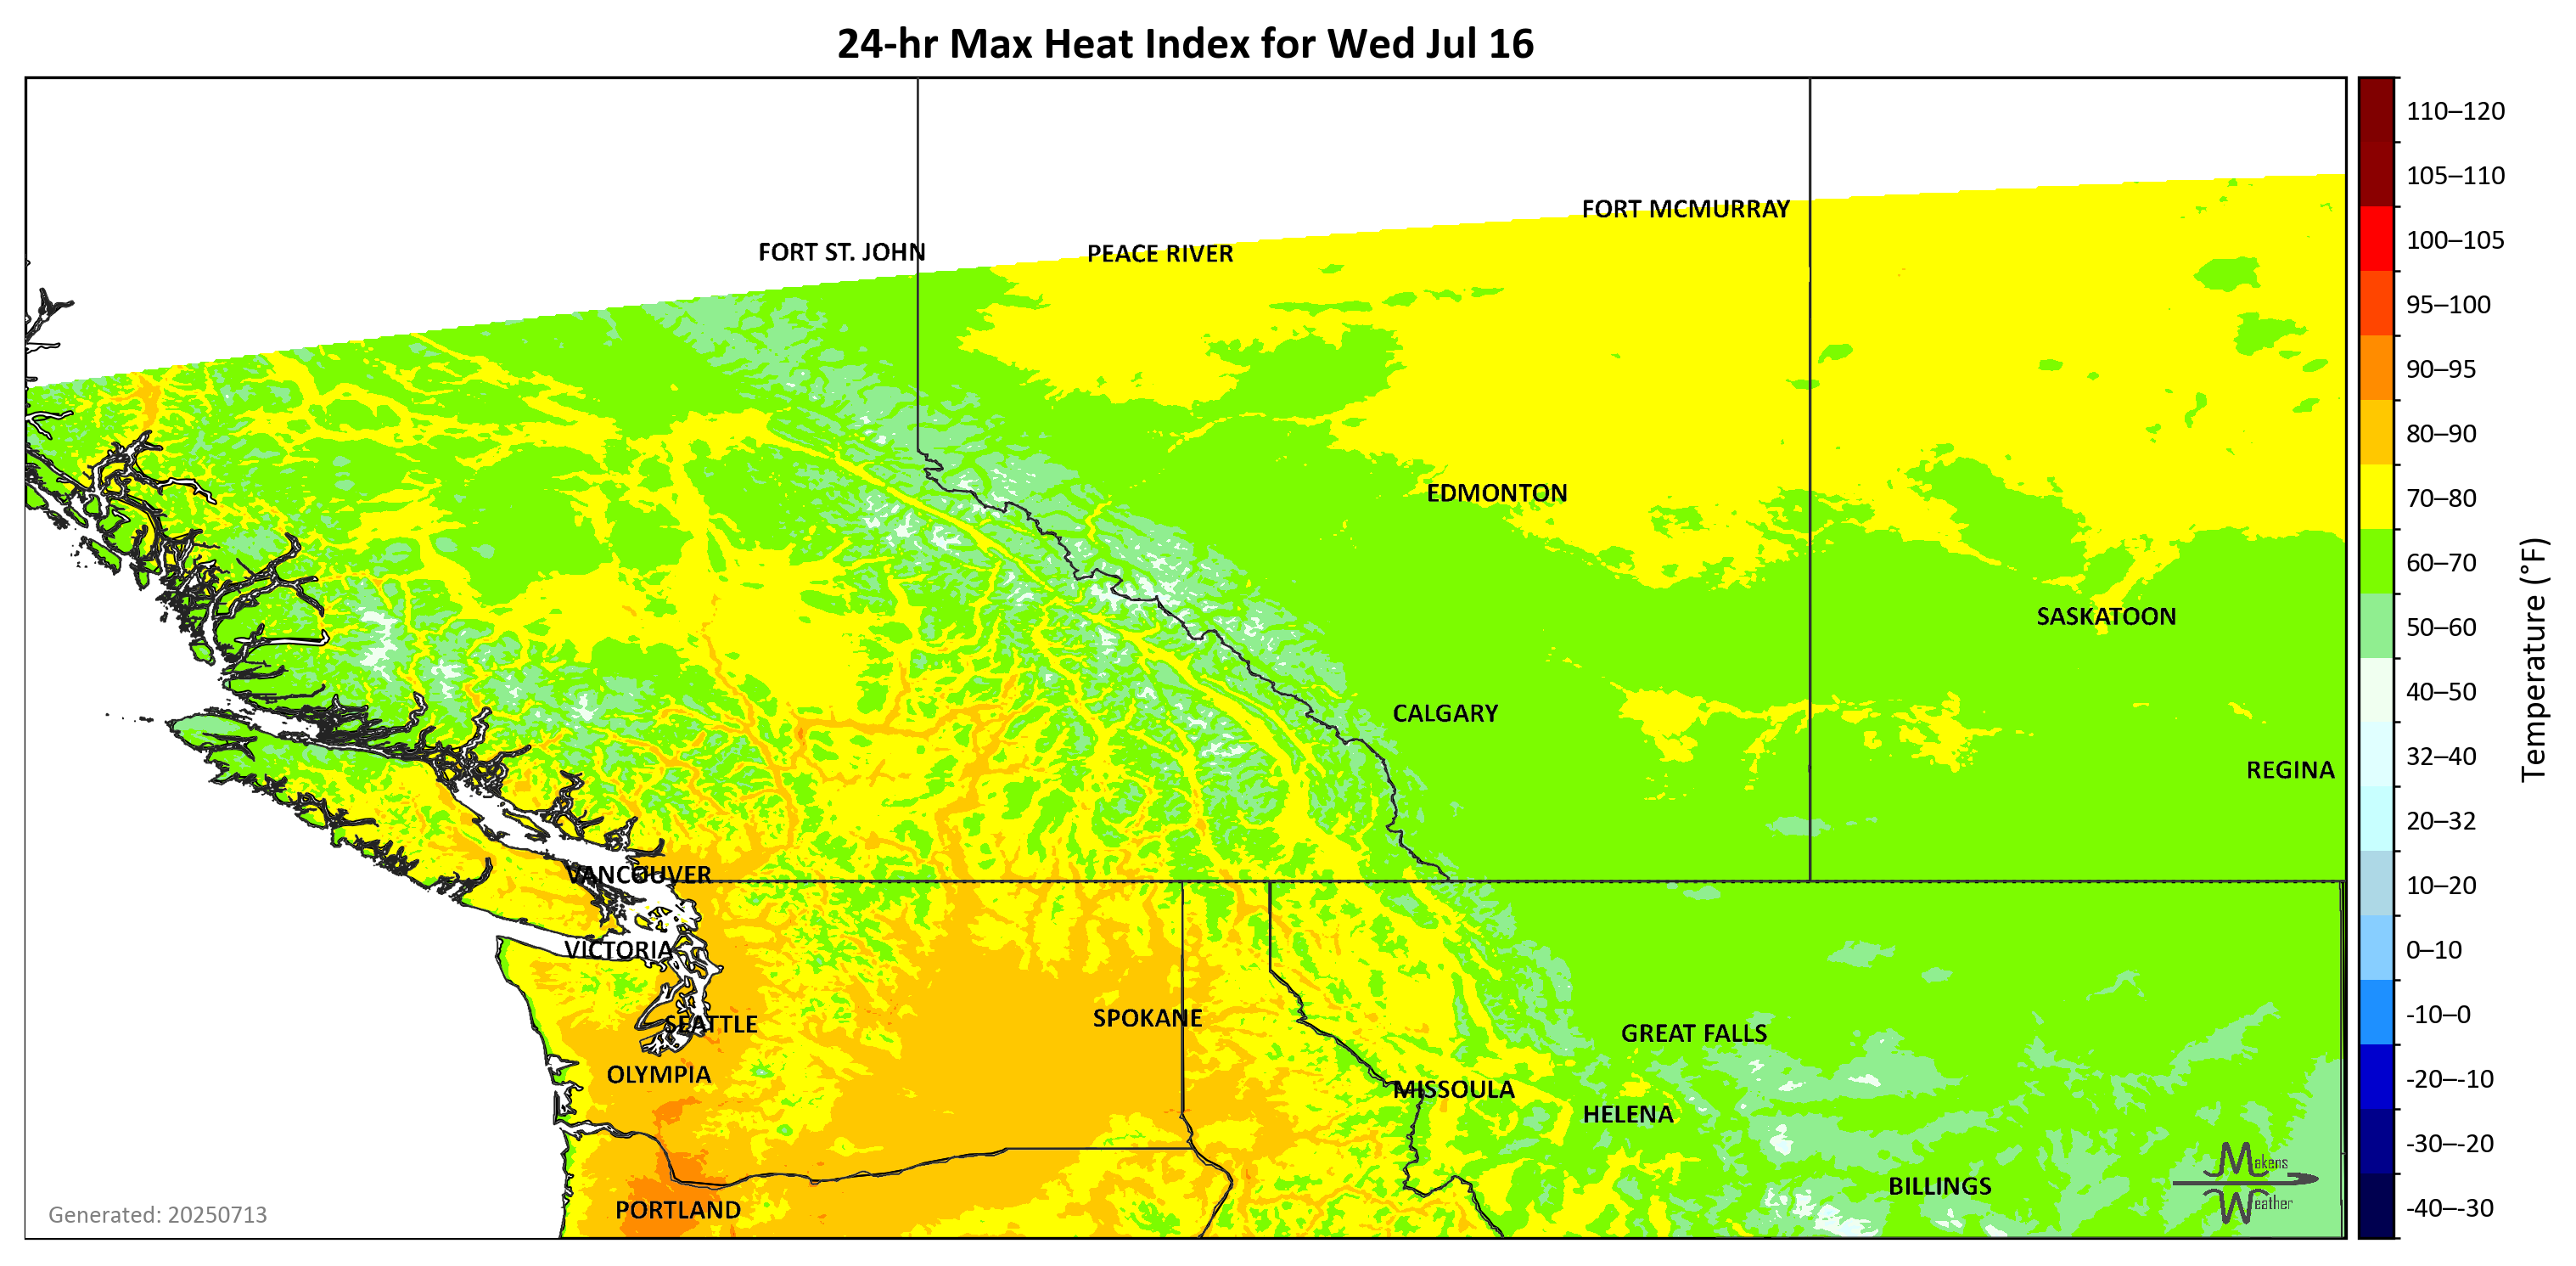 24-hr Max Heat Index for Wed Jul 16
110–120
105–110
100–105
95–100
90–95
80–90
70–80
60–70
50–60
40–50
32–40
20–32
10–20
0–10
-10–0
-20–-10
-30–-20
-40–-30
Temperature (°F)
FORT MCMURRAY
FORT ST. JOHN
PEACE RIVER
EDMONTON
SASKATOON
CALGARY
REGINA
VANCOUVER
VICTORIA
SEATTLE
SPOKANE
GREAT FALLS
OLYMPIA
MISSOULA
HELENA
BILLINGS
PORTLAND
Makens
Weather
Generated: 20250713